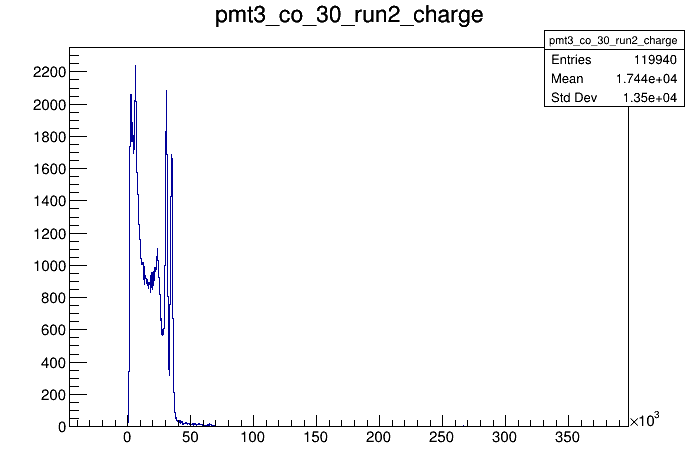 pmt3_co_30_run2_charge
pmt3_co_30_run2_charge
Entries 119940
Mean 1.744e+04
Std Dev 1.35e+04
2200
2000
1800
1600
1400
1200
1000
800
600
400
200
0
0 50 100 150 200 250 300 350 ×10³